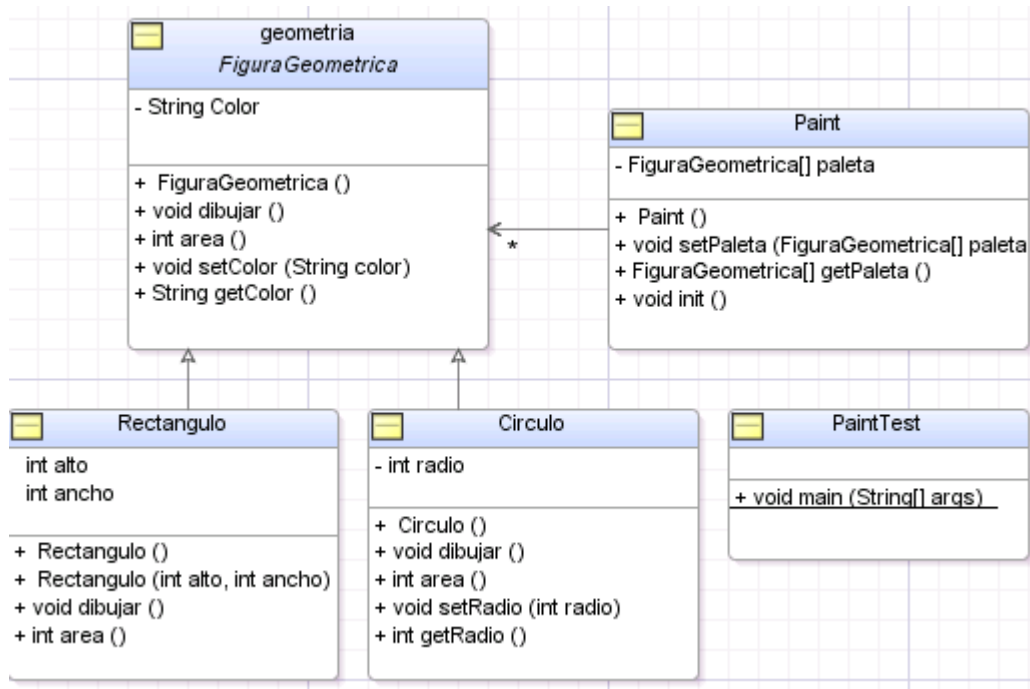 geometria
FiguraGeometrica
- String Color
+ FiguraGeometrica ()
+ void dibujar ()
+ int area ()
+ void setColor (String color)
+ String getColor ()
Paint
- FiguraGeometrica[] paleta
+ Paint ()
+ void setPaleta (FiguraGeometrica[] paleta
+ FiguraGeometrica[] getPaleta ()
+ void init ()
*
Rectangulo
int alto
int ancho
+ Rectangulo ()
+ Rectangulo (int alto, int ancho)
+ void dibujar ()
+ int area ()
Circulo
- int radio
+ Circulo ()
+ void dibujar ()
+ int area ()
+ void setRadio (int radio)
+ int getRadio ()
PaintTest
+ void main (String[] args)